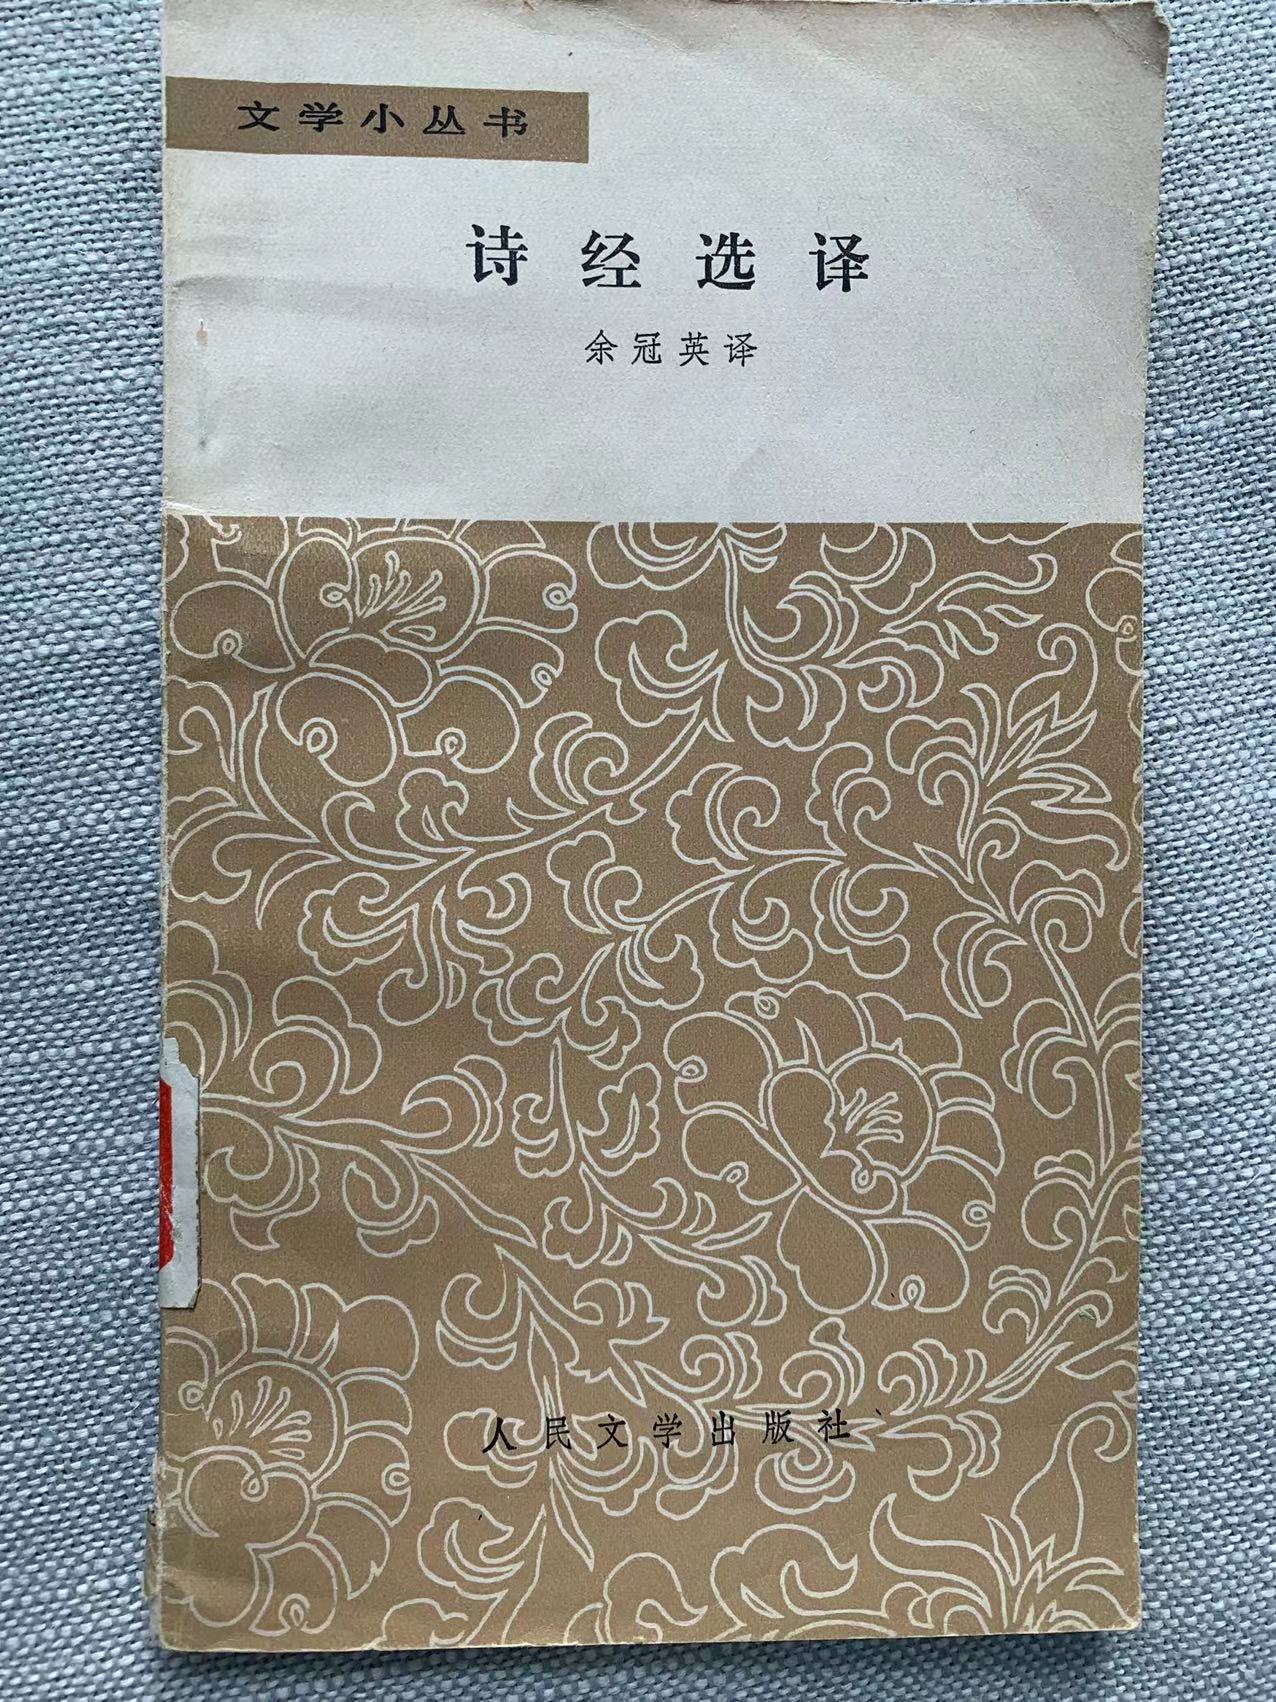 文学小丛书
诗经选译
余冠英译
人民文学出版社